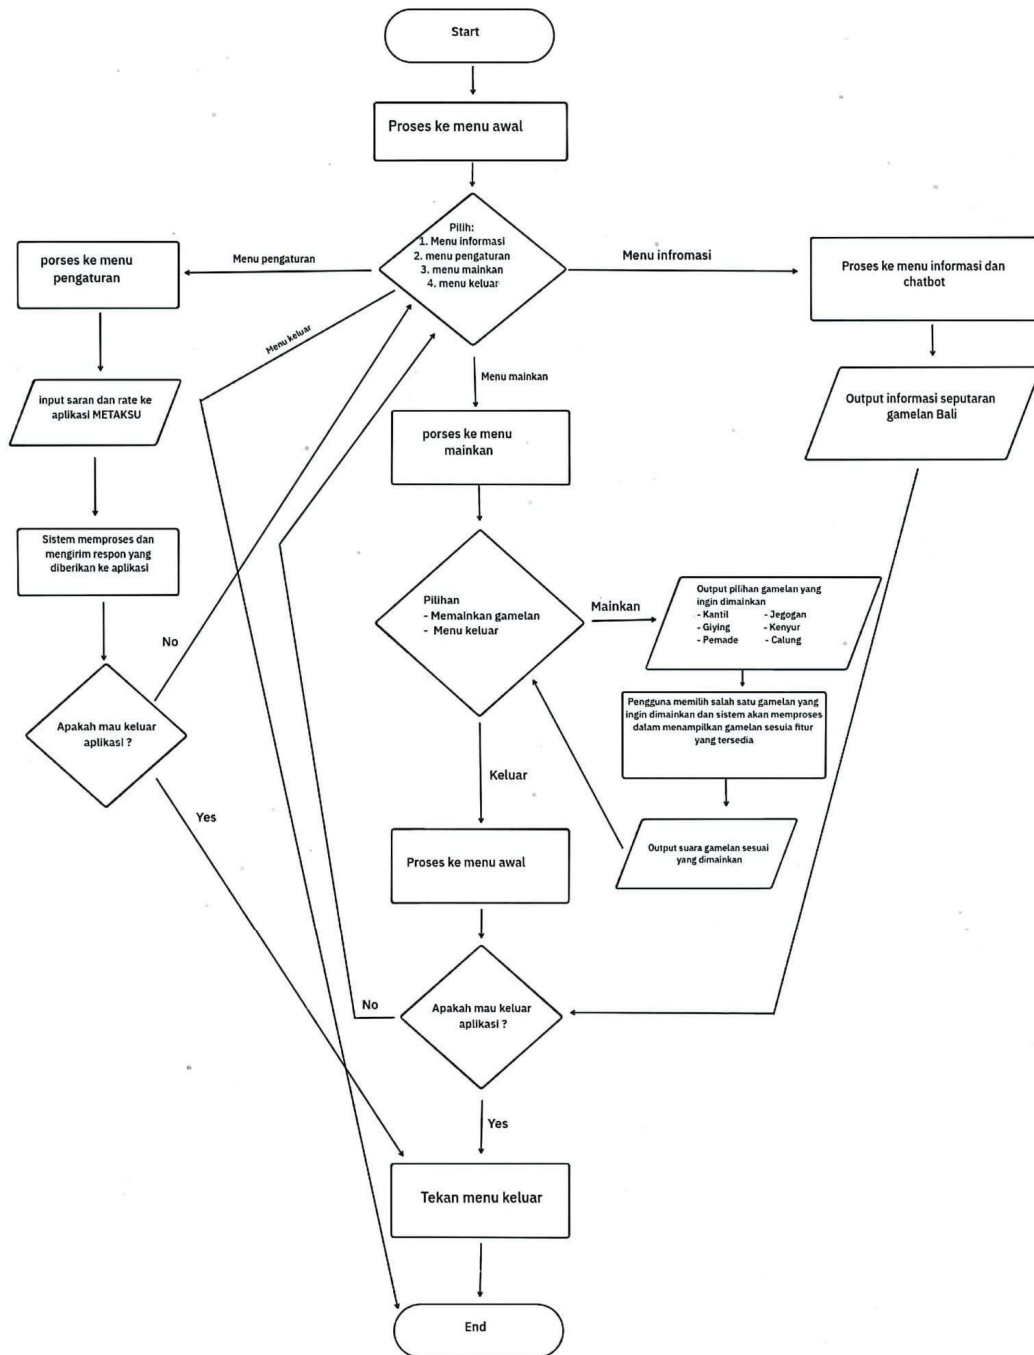 Start
Proses ke menu awal
Pilih:
1. Menu informasi
2. menu pengaturan
3. menu mainkan
4. menu keluar
Menu pengaturan
Menu infromasi
Menu keluar
Menu mainkan
porses ke menu
pengaturan
input saran dan rate ke
aplikasi METAKSU
Sistem memproses dan
mengirim respon yang
diberikan ke aplikasi
Apakah mau keluar
aplikasi ?
No
Yes
Proses ke menu informasi dan
chatbot
Output informasi seputaran
gamelan Bali
porses ke menu
mainkan
Pilihan
- Memainkan gamelan
- Menu keluar
Mainkan
Output pilihan gamelan yang
ingin dimainkan
- Kantil - Jegogan
- Giying - Kenyur
- Pemade - Calung
Pengguna memilih salah satu gamelan yang
ingin dimainkan dan sistem akan memproses
dalam menampilkan gamelan sesuia fitur
yang tersedia
Output suara gamelan sesuai
yang dimainkan
Keluar
Proses ke menu awal
Apakah mau keluar
aplikasi ?
No
Yes
Tekan menu keluar
End